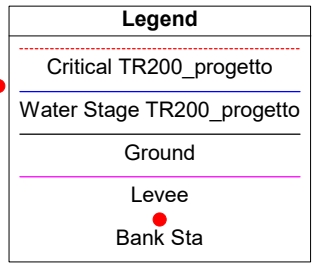 Legend
Critical TR200_progetto
Water Stage TR200_progetto
Ground
Levee
Bank Sta